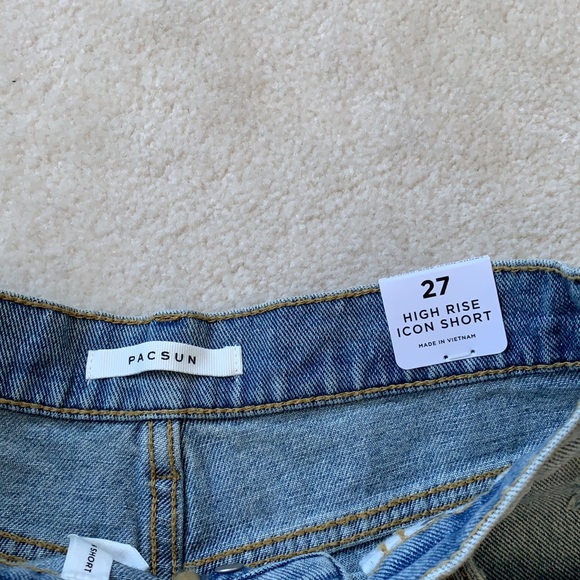 27
HIGH RISE
ICON SHORT
MADE IN VIETNAM
PACSUN
SHORT